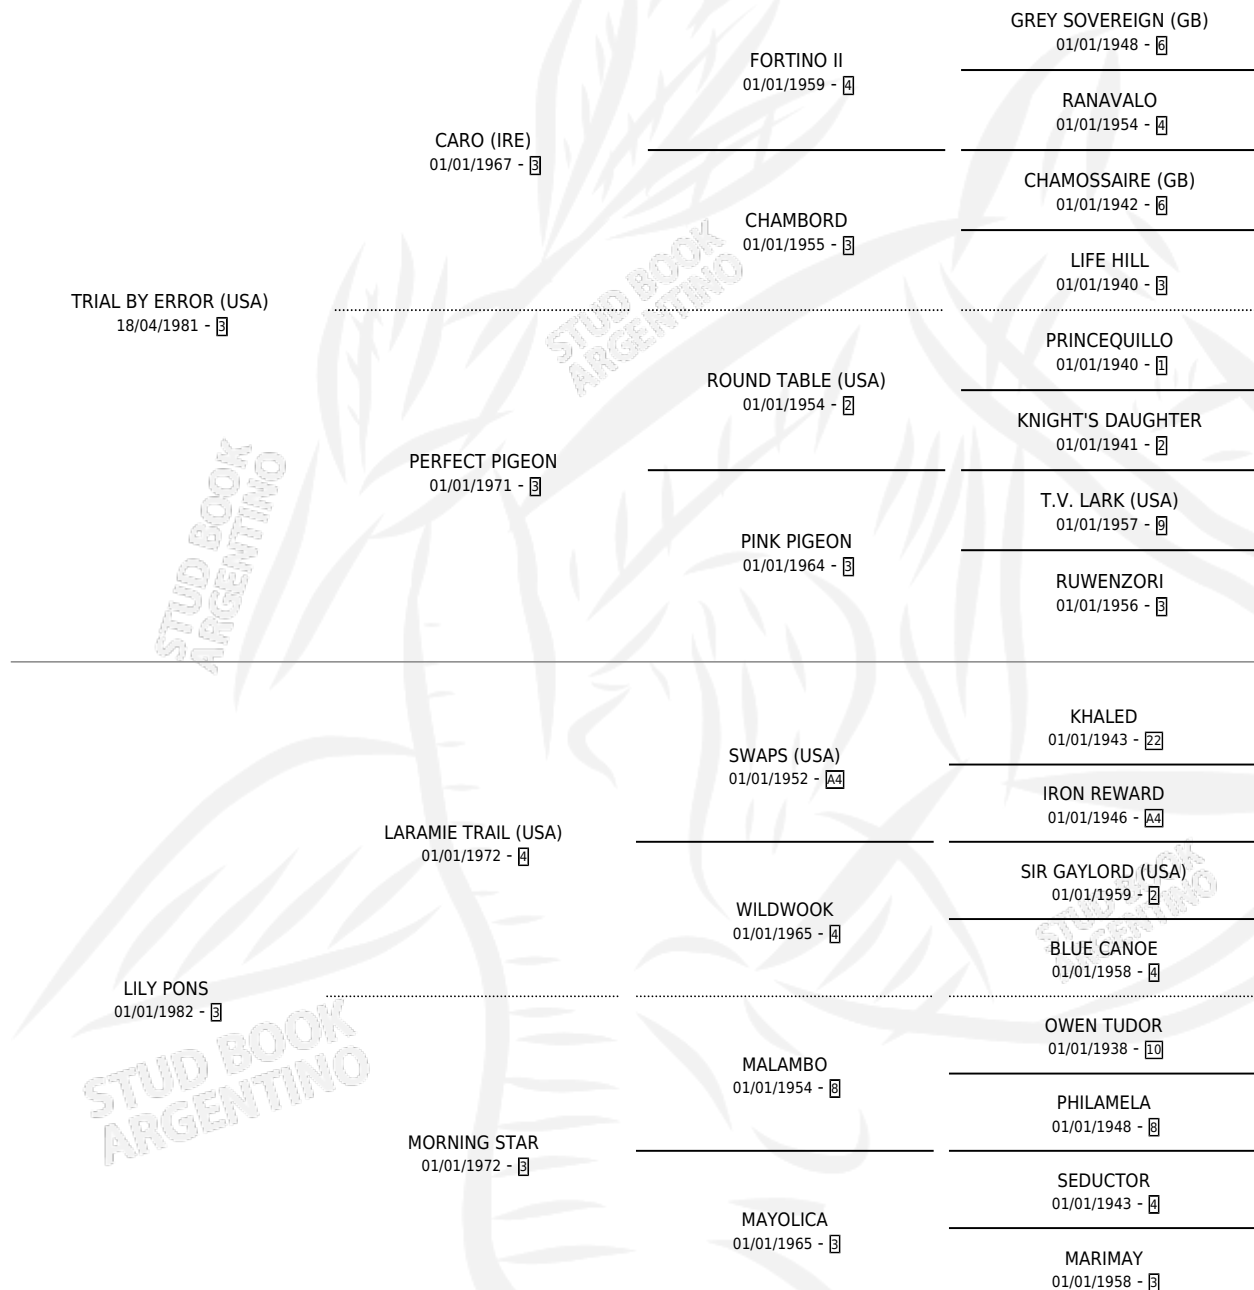 GREY SOVEREIGN (GB)
01/01/1948 - 6
FORTINO II
01/01/1959 - 4
RANAVALO
01/01/1954 - 4
CARO (IRE)
01/01/1967 - 3
CHAMOSSAIRE (GB)
01/01/1942 - 6
CHAMBORD
01/01/1955 - 3
LIFE HILL
01/01/1940 - 3
TRIAL BY ERROR (USA)
18/04/1981 - 3
PRINCEQUILLO
01/01/1940 - 1
ROUND TABLE (USA)
01/01/1954 - 2
KNIGHT'S DAUGHTER
01/01/1941 - 2
PERFECT PIGEON
01/01/1971 - 3
T.V. LARK (USA)
01/01/1957 - 9
PINK PIGEON
01/01/1964 - 3
RUWENZORI
01/01/1956 - 3
KHALED
01/01/1943 - 22
SWAPS (USA)
01/01/1952 - A4
IRON REWARD
01/01/1946 - A4
LARAMIE TRAIL (USA)
01/01/1972 - 4
SIR GAYLORD (USA)
01/01/1959 - 2
WILDWOOK
01/01/1965 - 4
BLUE CANOE
01/01/1958 - 4
LILY PONS
01/01/1982 - 3
OWEN TUDOR
01/01/1938 - 10
MALAMBO
01/01/1954 - 8
PHILAMELA
01/01/1948 - 8
MORNING STAR
01/01/1972 - 3
SEDUCTOR
01/01/1943 - 4
MAYOLICA
01/01/1965 - 3
MARIMAY
01/01/1958 - 3
STUD BOOK
ARGENTINO
STUD BOOK
ARGENTINO
STUD BOOK
ARGENTINO
STUD BOOK
ARGENTINO